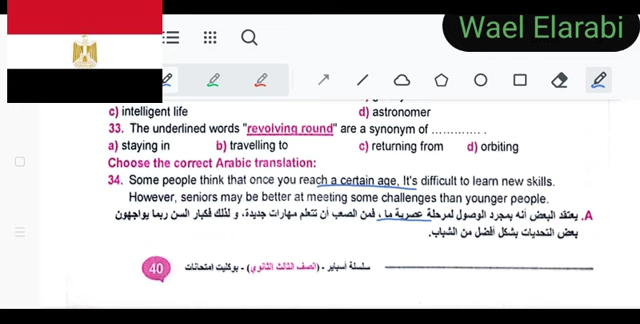 Wael Elarabi
c) intelligent life d) astronomer
33. The underlined words "revolving round" are a synonym of ............ .
a) staying in b) travelling to c) returning from d) orbiting
Choose the correct Arabic translation:
34. Some people think that once you reach a certain age, It's difficult to learn new skills.
However, seniors may be better at meeting some challenges than younger people.
A. يعتقد البعض أنه بمجرد الوصول لمرحلة عصرية ما ، فمن الصعب أن تتعلم مهارات جديدة، و لذلك فكبار السن ربما يواجهون
بعض التحديات بشكل أفضل من الشباب.
سلسلة أسباير - (الصف الثالث الثانوي) - بوكليت امتحانات
40